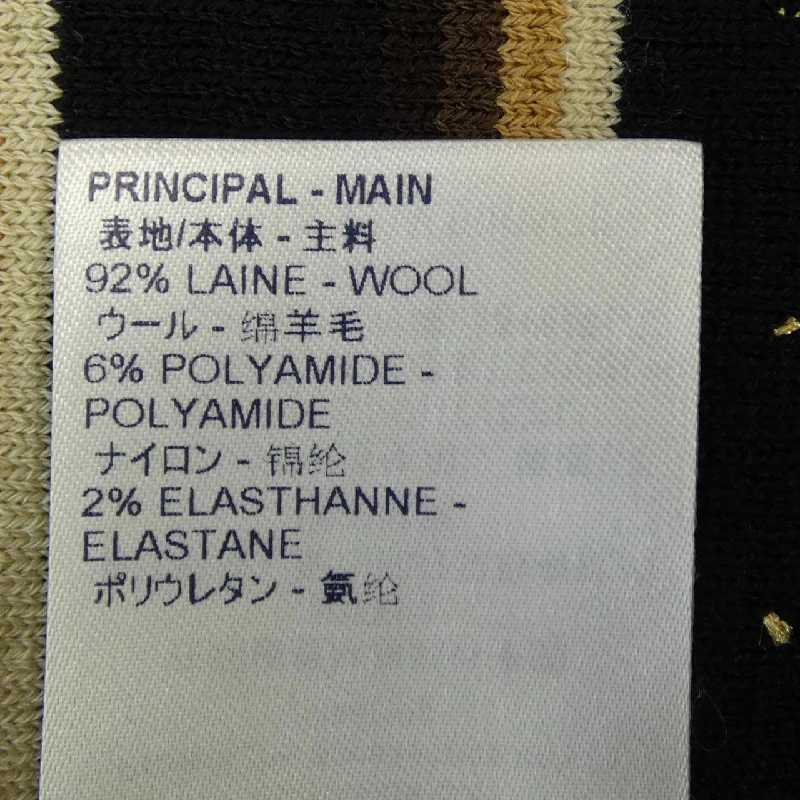 PRINCIPAL - MAIN
表地/本体 - 主料
92% LAINE - WOOL
ウール - 绵羊毛
6% POLYAMIDE -
POLYAMIDE
ナイロン - 锦纶
2% ELASTHANNE -
ELASTANE
ポリウレタン - 氨纶